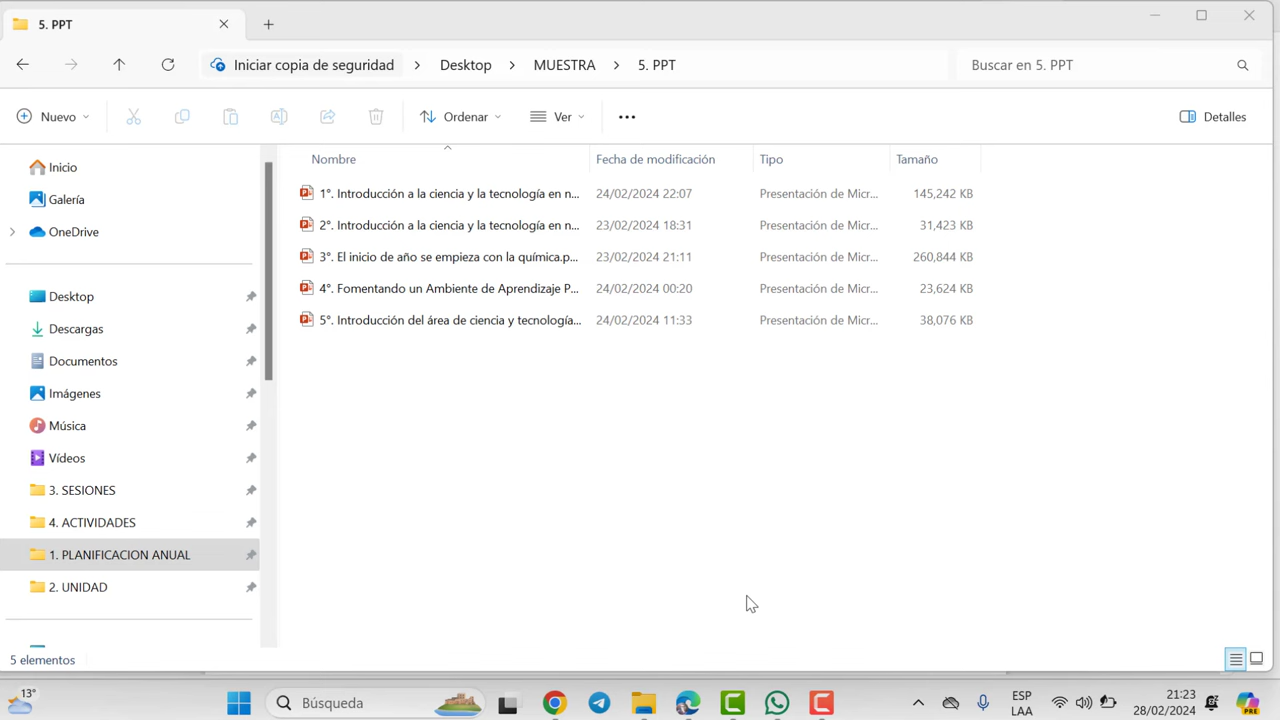 5. PPT
Iniciar copia de seguridad
Desktop
MUESTRA
5. PPT
Buscar en 5. PPT
Nuevo
Ordenar
Ver
Detalles
Inicio
Galería
OneDrive
Desktop
Descargas
Documentos
Imágenes
Música
Vídeos
3. SESIONES
4. ACTIVIDADES
1. PLANIFICACION ANUAL
2. UNIDAD
Nombre Fecha de modificación Tipo Tamaño
1°. Introducción a la ciencia y la tecnología en n... 24/02/2024 22:07 Presentación de Micr... 145,242 KB
2°. Introducción a la ciencia y la tecnología en n... 23/02/2024 18:31 Presentación de Micr... 31,423 KB
3°. El inicio de año se empieza con la química.p... 23/02/2024 21:11 Presentación de Micr... 260,844 KB
4°. Fomentando un Ambiente de Aprendizaje P... 24/02/2024 00:20 Presentación de Micr... 23,624 KB
5°. Introducción del área de ciencia y tecnología... 24/02/2024 11:33 Presentación de Micr... 38,076 KB
5 elementos
13°
Búsqueda
ESP
LAA
21:23
28/02/2024
PRE